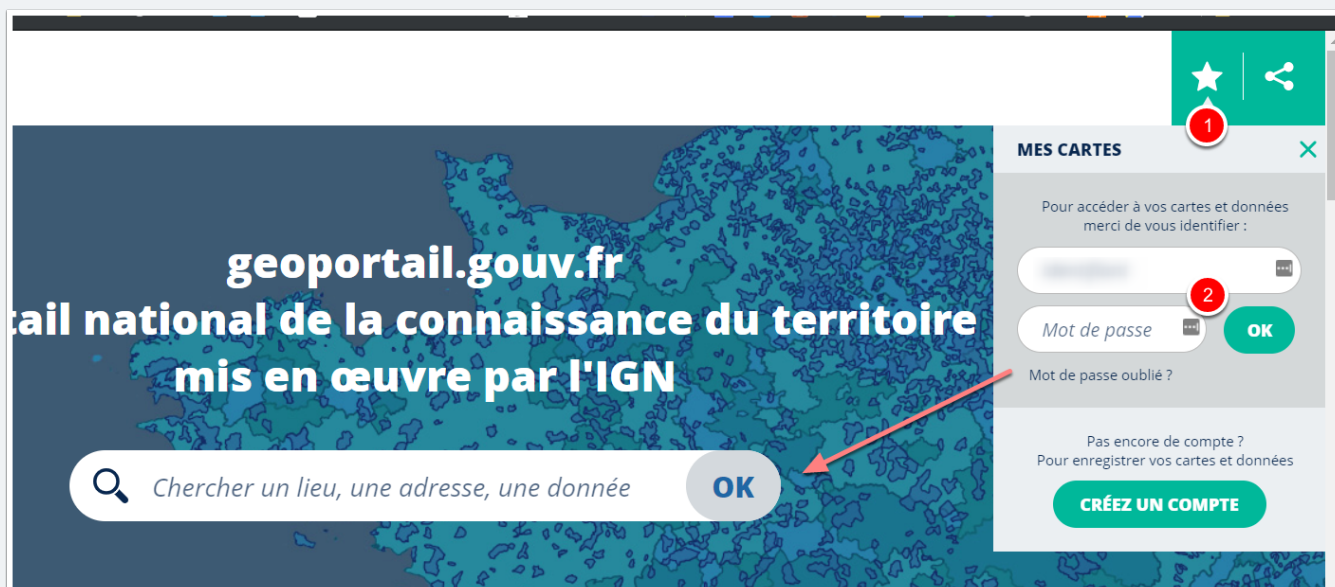 1
MES CARTES
Pour accéder à vos cartes et données
merci de vous identifier :
geoportail.gouv.fr
tail national de la connaissance du territoire
mis en œuvre par l'IGN
2
Mot de passe
OK
Mot de passe oublié ?
Chercher un lieu, une adresse, une donnée
OK
Pas encore de compte ?
Pour enregistrer vos cartes et données
CRÉEZ UN COMPTE